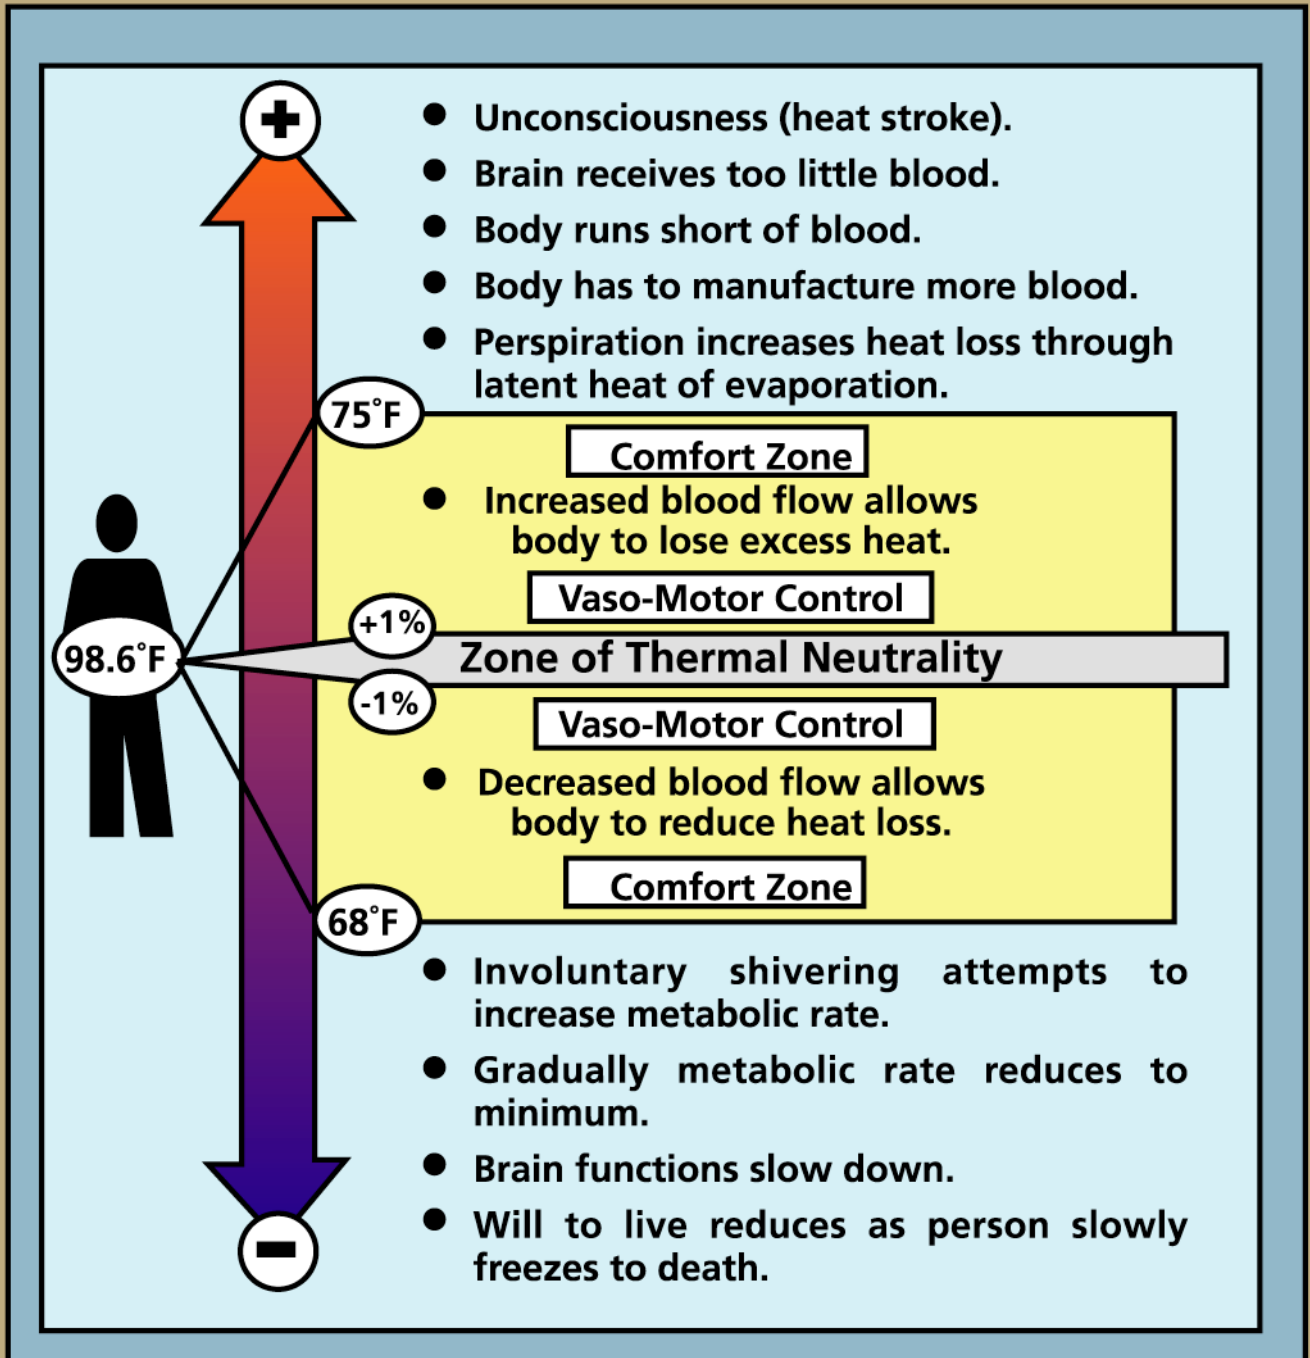 +
● Unconsciousness (heat stroke).
● Brain receives too little blood.
● Body runs short of blood.
● Body has to manufacture more blood.
● Perspiration increases heat loss through
latent heat of evaporation.
75°F
Comfort Zone
● Increased blood flow allows
body to lose excess heat.
Vaso-Motor Control
+1%
98.6°F
Zone of Thermal Neutrality
-1%
Vaso-Motor Control
● Decreased blood flow allows
body to reduce heat loss.
Comfort Zone
68°F
● Involuntary shivering attempts to
increase metabolic rate.
● Gradually metabolic rate reduces to
minimum.
● Brain functions slow down.
● Will to live reduces as person slowly
freezes to death.
-